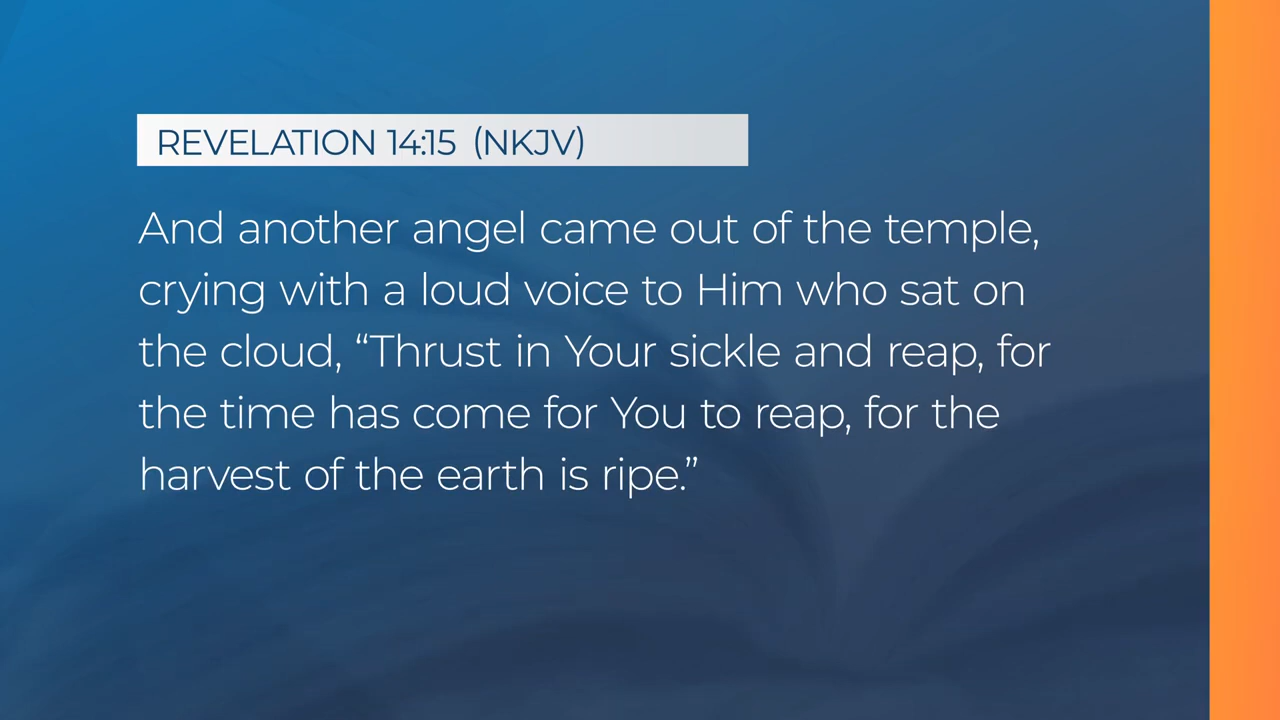 REVELATION 14:15 (NKJV)
And another angel came out of the temple,
crying with a loud voice to Him who sat on
the cloud, “Thrust in Your sickle and reap, for
the time has come for You to reap, for the
harvest of the earth is ripe.”